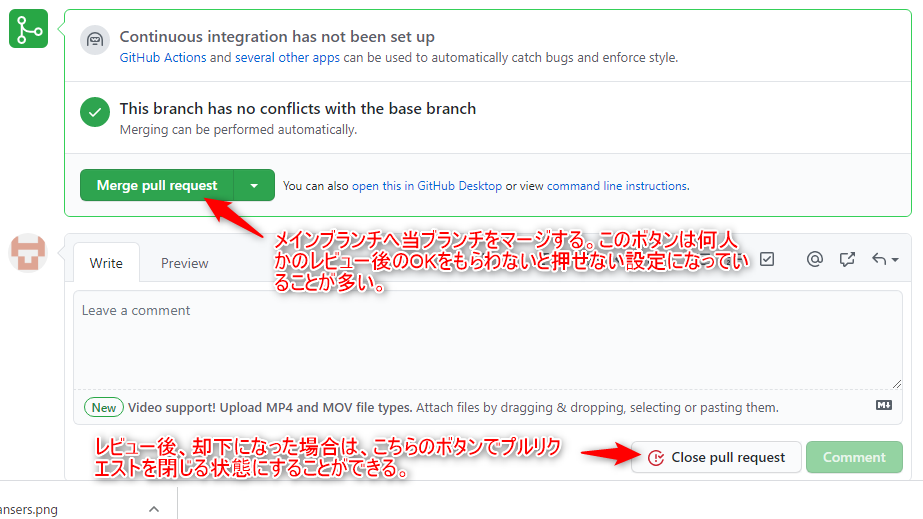 Continuous integration has not been set up
GitHub Actions and several other apps can be used to automatically catch bugs and enforce style.
This branch has no conflicts with the base branch
Merging can be performed automatically.
Merge pull request
You can also open this in GitHub Desktop or view command line instructions.
メインブランチへ当ブランチをマージする。このボタンは何人
かのレビュー後のOKをもらわないと押せない設定になってい
ることが多い。
Write
Preview
Leave a comment
New Video support! Upload MP4 and MOV file types. Attach files by dragging & dropping, selecting or pasting them.
レビュー後、却下になった場合は、こちらのボタンでプルリク
エストを閉じる状態にすることができる。
Close pull request
Comment
ansers.png